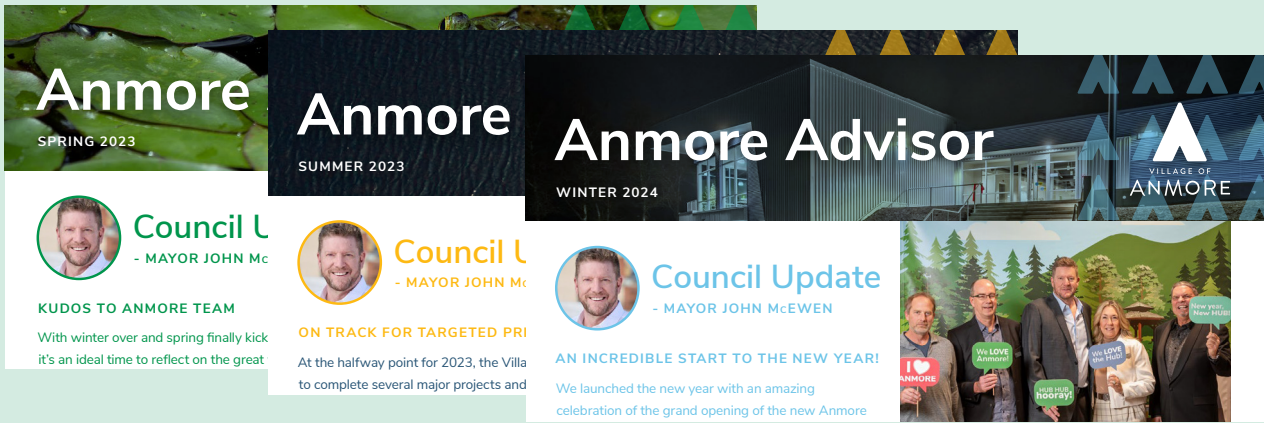 Anmore
SPRING 2023
Council U
- MAYOR JOHN Mc
KUDOS TO ANMORE TEAM
With winter over and spring finally kick
it's an ideal time to reflect on the great
Anmore
SUMMER 2023
Council U
- MAYOR JOHN Mc
ON TRACK FOR TARGETED PRI
At the halfway point for 2023, the Villa
to complete several major projects and
Anmore Advisor
WINTER 2024
VILLAGE OF
ANMORE
Council Update
- MAYOR JOHN McEWEN
AN INCREDIBLE START TO THE NEW YEAR!
We launched the new year with an amazing
celebration of the grand opening of the new Anmore
I
ANMORE
We LOVE
Anmore!
HUB HUB
hooray!
We LOVE
the Hub!
New year,
New HUB!